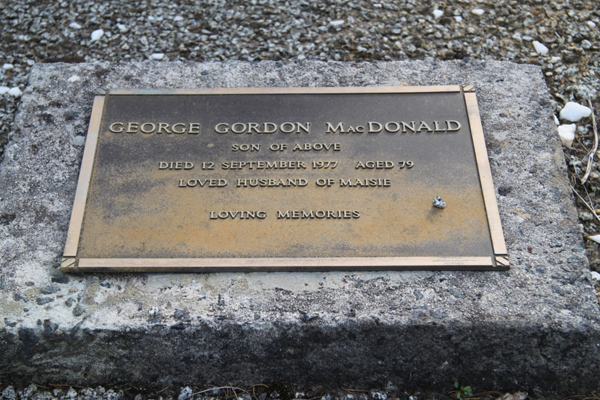 GEORGE GORDON MacDONALD
SON OF ABOVE
DIED 12 SEPTEMBER 1977 AGED 79
LOVED HUSBAND OF MAISIE
LOVING MEMORIES